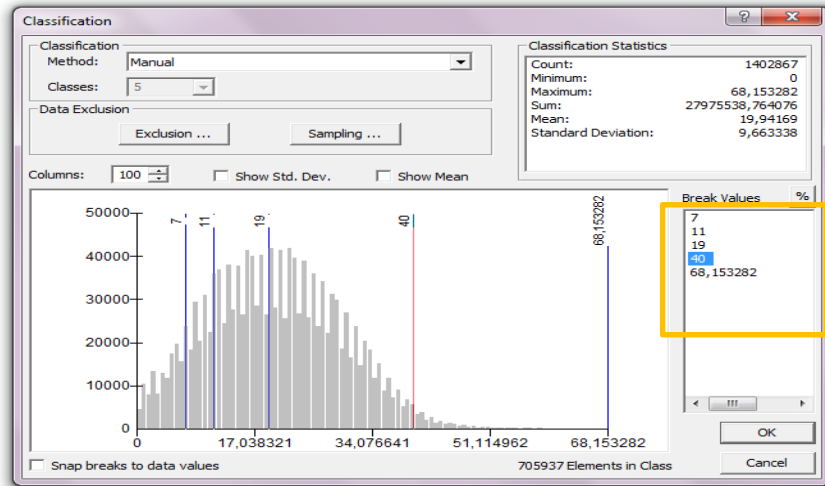 Classification
Classification
Method: Manual
Classes: 5
Data Exclusion
Exclusion ...
Sampling ...
Classification Statistics
Count: 1402867
Minimum: 0
Maximum: 68,153282
Sum: 27975538,764076
Mean: 19,94169
Standard Deviation: 9,663338
Columns: 100
Show Std. Dev.
Show Mean
Break Values
%
7
11
19
40
68,153282
50000
40000
30000
20000
10000
0
7
11
19
40
68,153282
0
17,038321
34,076641
51,114962
68,153282
OK
Snap breaks to data values
705937 Elements in Class
Cancel